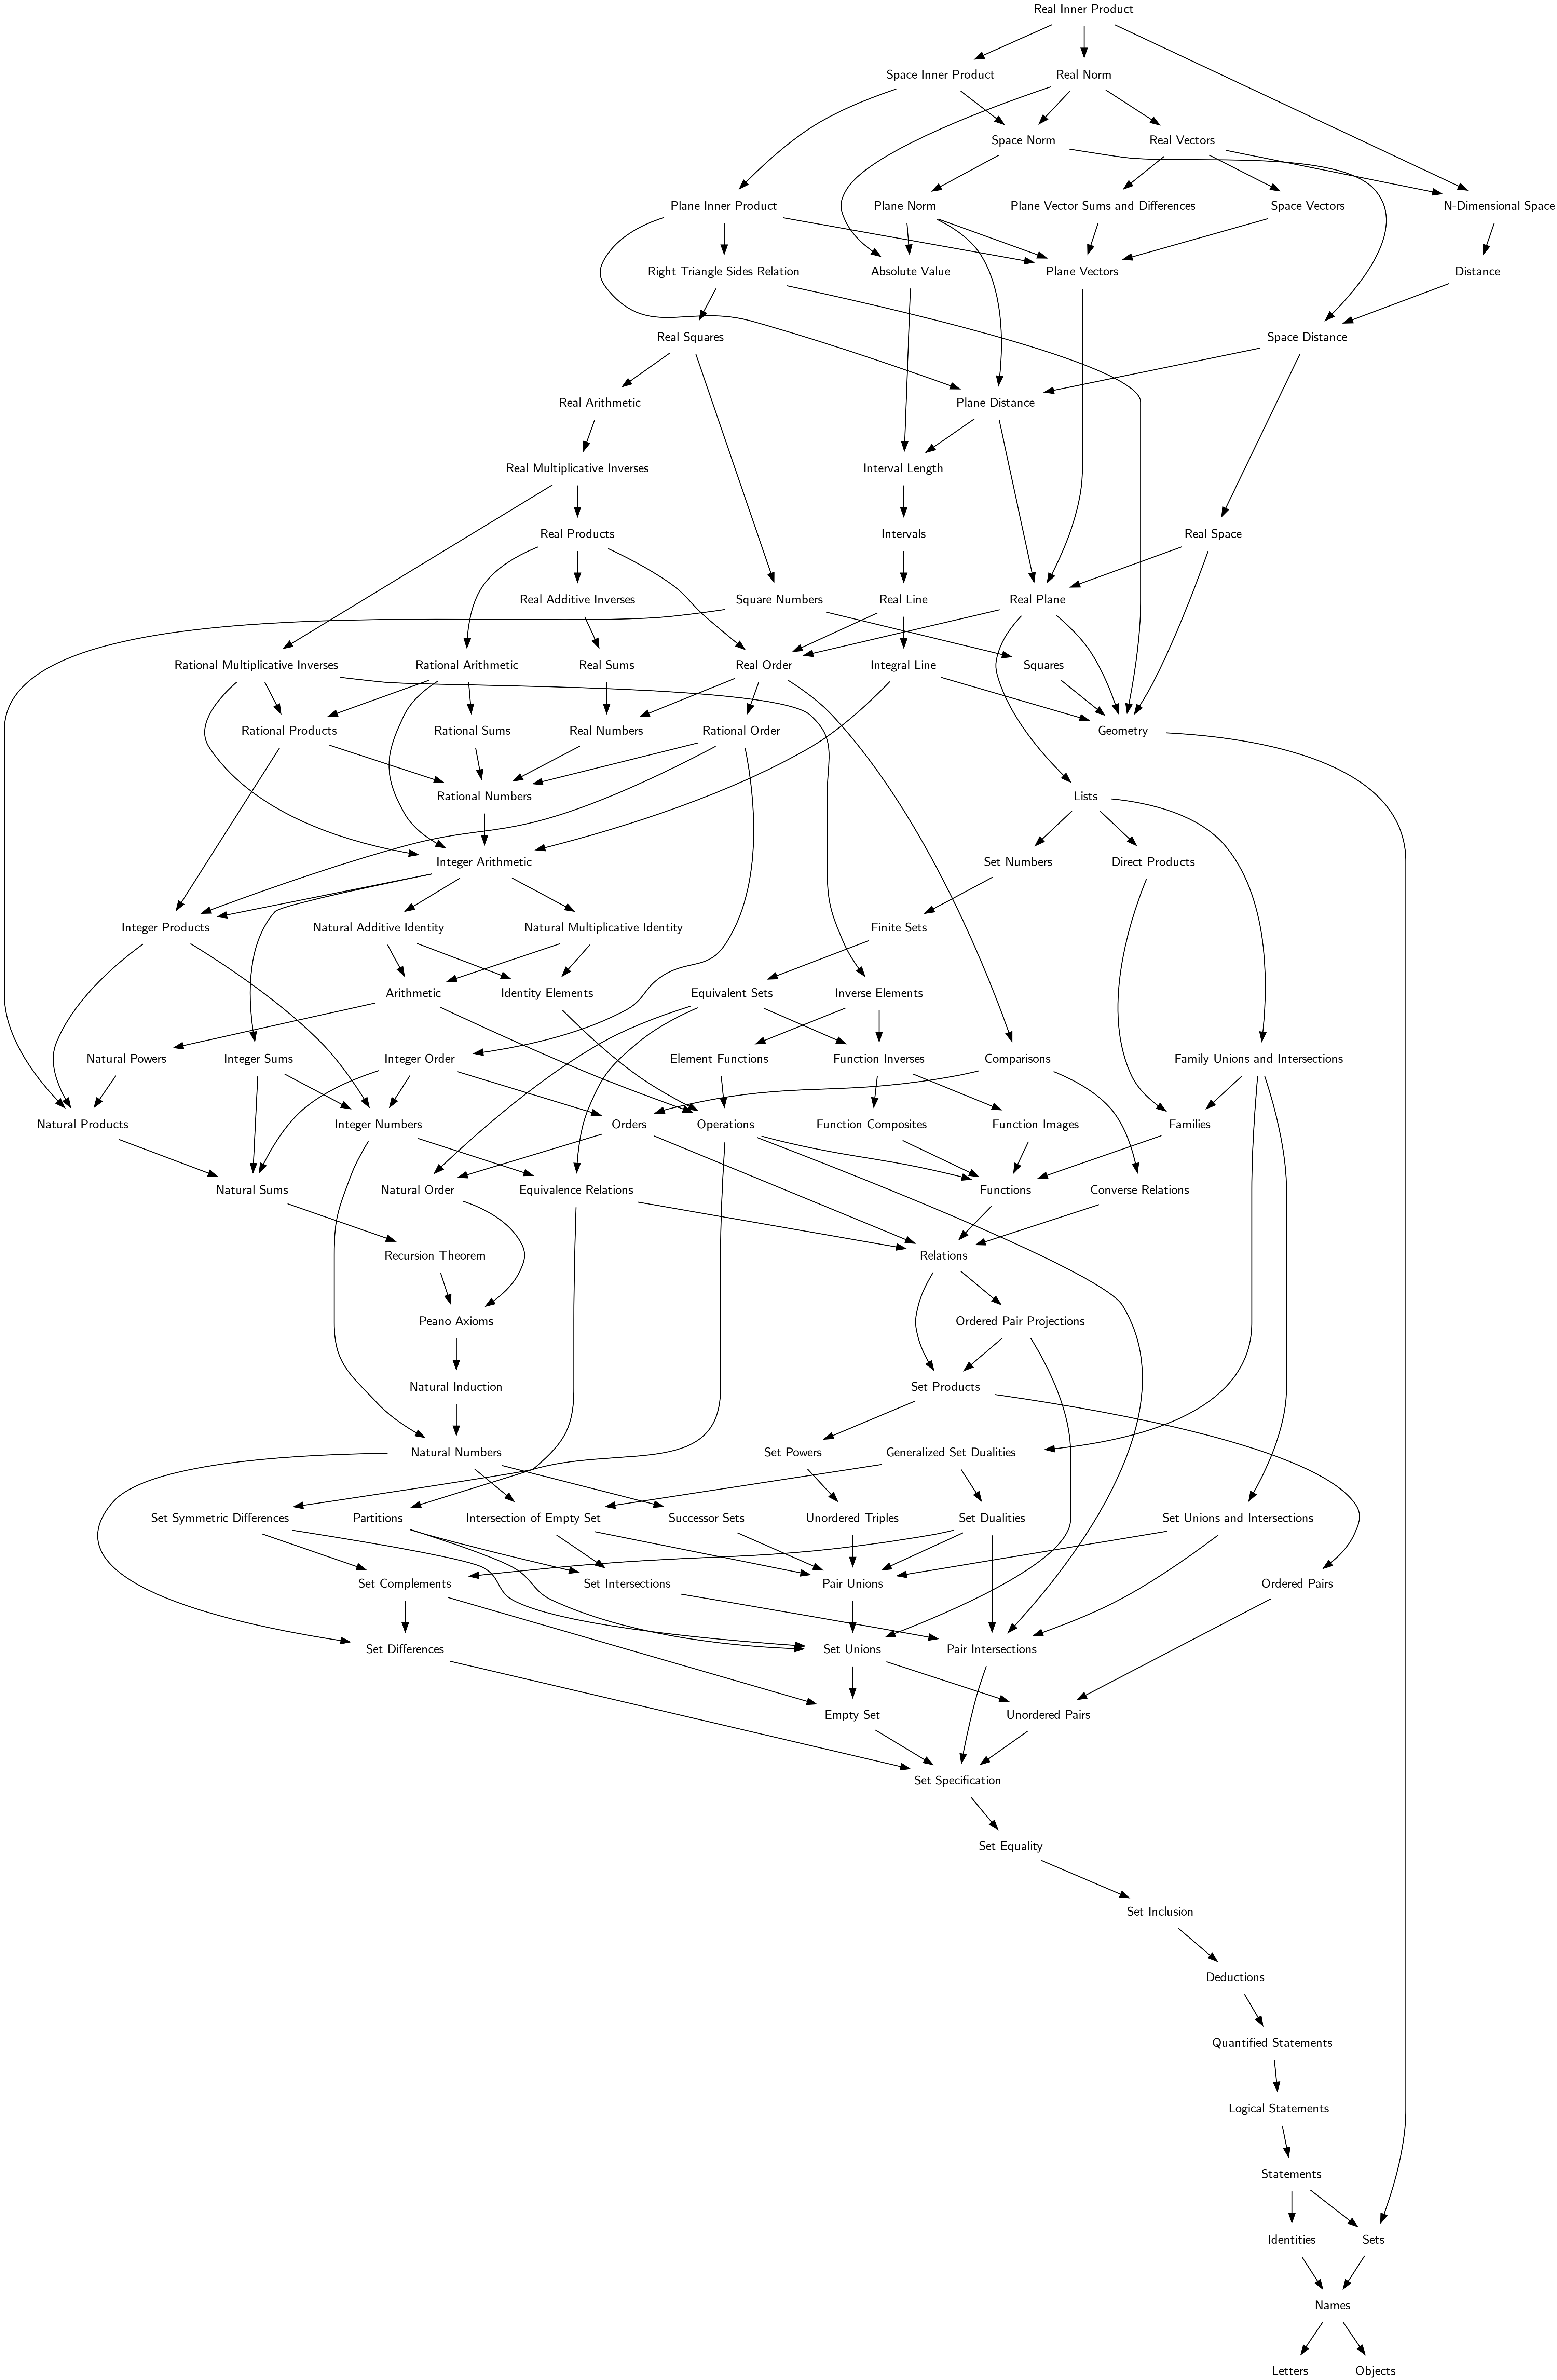 Real Inner Product
Space Inner Product
Real Norm
Space Norm
Real Vectors
Plane Inner Product
Plane Norm
Plane Vector Sums and Differences
Space Vectors
N-Dimensional Space
Right Triangle Sides Relation
Absolute Value
Plane Vectors
Distance
Real Squares
Space Distance
Real Arithmetic
Plane Distance
Real Multiplicative Inverses
Interval Length
Real Products
Intervals
Real Space
Real Additive Inverses
Square Numbers
Real Line
Real Plane
Rational Multiplicative Inverses
Rational Arithmetic
Real Sums
Real Order
Integral Line
Squares
Rational Products
Rational Sums
Real Numbers
Rational Order
Geometry
Rational Numbers
Lists
Integer Arithmetic
Set Numbers
Direct Products
Integer Products
Natural Additive Identity
Natural Multiplicative Identity
Finite Sets
Arithmetic
Identity Elements
Equivalent Sets
Inverse Elements
Natural Powers
Integer Sums
Integer Order
Element Functions
Function Inverses
Comparisons
Family Unions and Intersections
Natural Products
Integer Numbers
Orders
Operations
Function Composites
Function Images
Families
Natural Sums
Natural Order
Equivalence Relations
Functions
Converse Relations
Recursion Theorem
Relations
Peano Axioms
Ordered Pair Projections
Natural Induction
Set Products
Natural Numbers
Set Powers
Generalized Set Dualities
Set Symmetric Differences
Partitions
Intersection of Empty Set
Successor Sets
Unordered Triples
Set Dualities
Set Unions and Intersections
Set Complements
Set Intersections
Pair Unions
Ordered Pairs
Set Differences
Set Unions
Pair Intersections
Empty Set
Unordered Pairs
Set Specification
Set Equality
Set Inclusion
Deductions
Quantified Statements
Logical Statements
Statements
Identities
Sets
Names
Letters
Objects